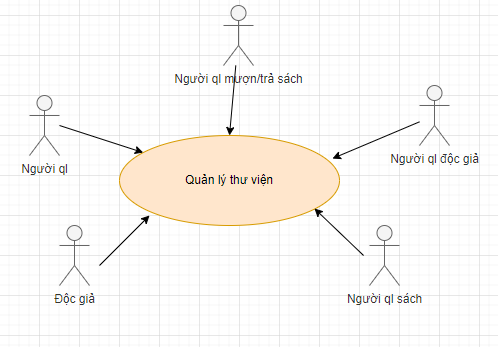 Người ql mượn/trả sách
Người ql độc giả
Người ql
Quản lý thư viện
Độc giả
Người ql sách